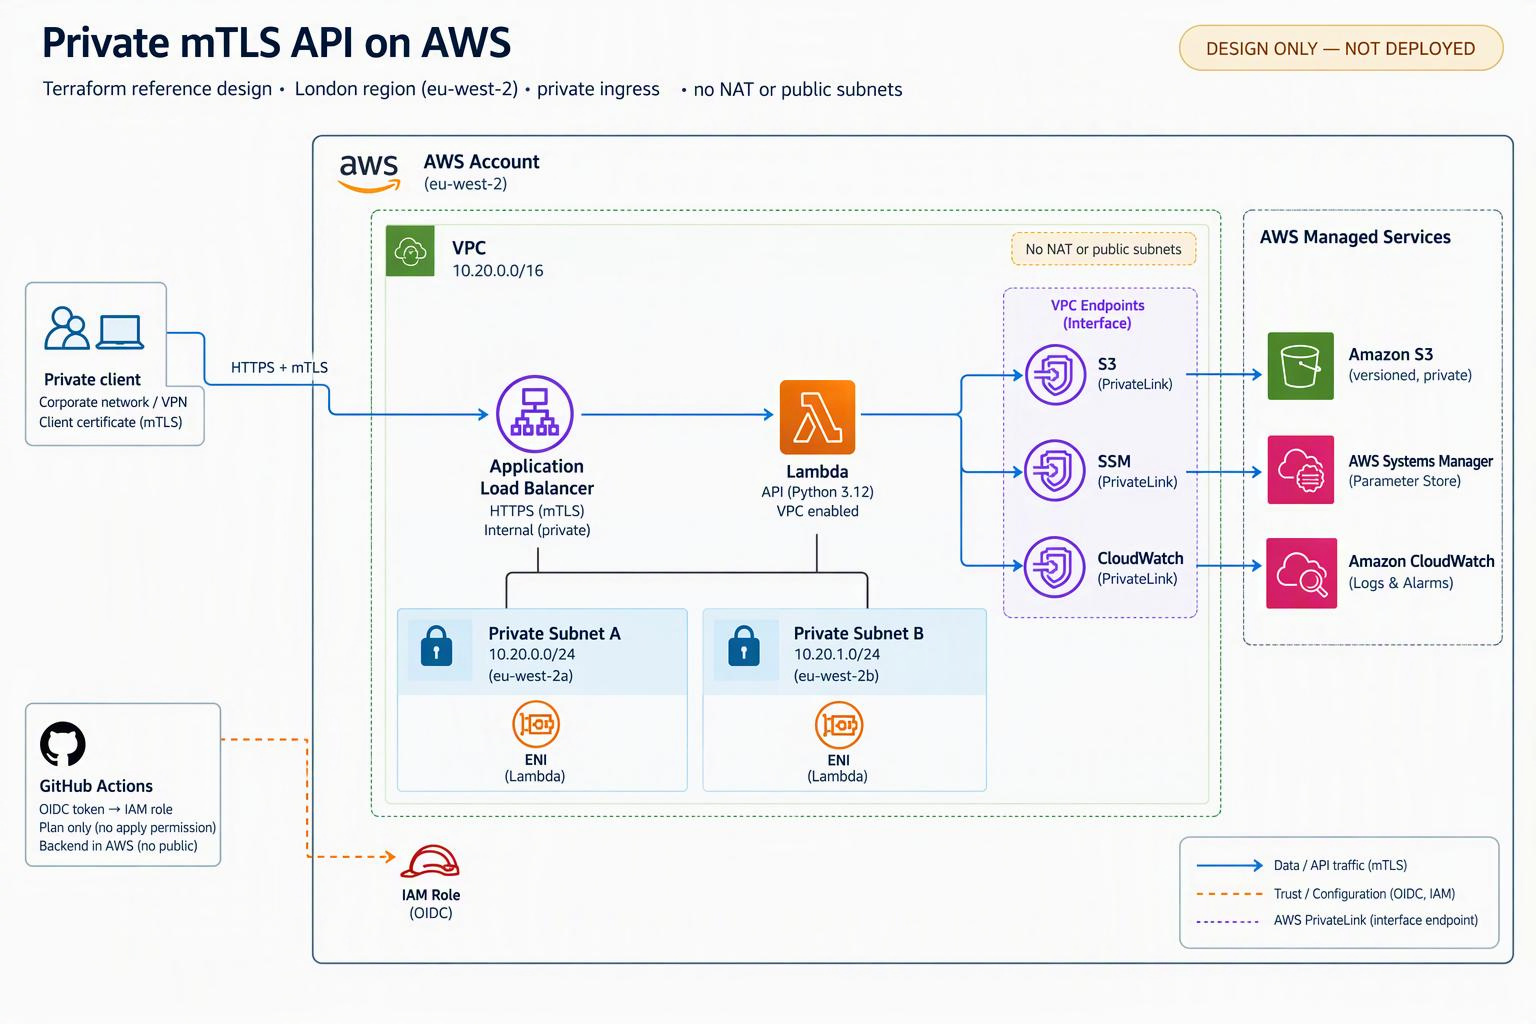 Private mTLS API on AWS
DESIGN ONLY — NOT DEPLOYED
Terraform reference design • London region (eu-west-2) • private ingress • no NAT or public subnets
aws
AWS Account
(eu-west-2)
VPC
10.20.0.0/16
No NAT or public subnets
AWS Managed Services
Private client
Corporate network / VPN
Client certificate (mTLS)
HTTPS + mTLS
Application
Load Balancer
HTTPS (mTLS)
Internal (private)
Lambda
API (Python 3.12)
VPC enabled
VPC Endpoints
(Interface)
S3
(PrivateLink)
SSM
(PrivateLink)
CloudWatch
(PrivateLink)
Amazon S3
(versioned, private)
AWS Systems Manager
(Parameter Store)
Amazon CloudWatch
(Logs & Alarms)
Private Subnet A
10.20.0.0/24
(eu-west-2a)
ENI
(Lambda)
Private Subnet B
10.20.1.0/24
(eu-west-2b)
ENI
(Lambda)
GitHub Actions
OIDC token → IAM role
Plan only (no apply permission)
Backend in AWS (no public)
IAM Role
(OIDC)
Data / API traffic (mTLS)
Trust / Configuration (OIDC, IAM)
AWS PrivateLink (interface endpoint)